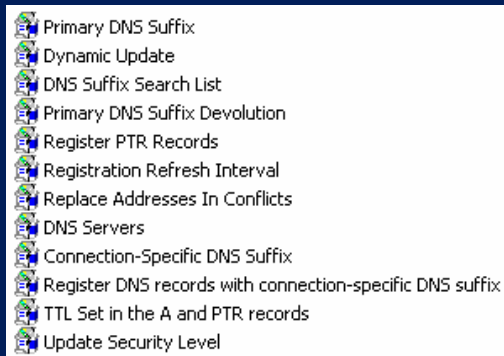 Primary DNS Suffix
Dynamic Update
DNS Suffix Search List
Primary DNS Suffix Devolution
Register PTR Records
Registration Refresh Interval
Replace Addresses In Conflicts
DNS Servers
Connection-Specific DNS Suffix
Register DNS records with connection-specific DNS suffix
TTL Set in the A and PTR records
Update Security Level